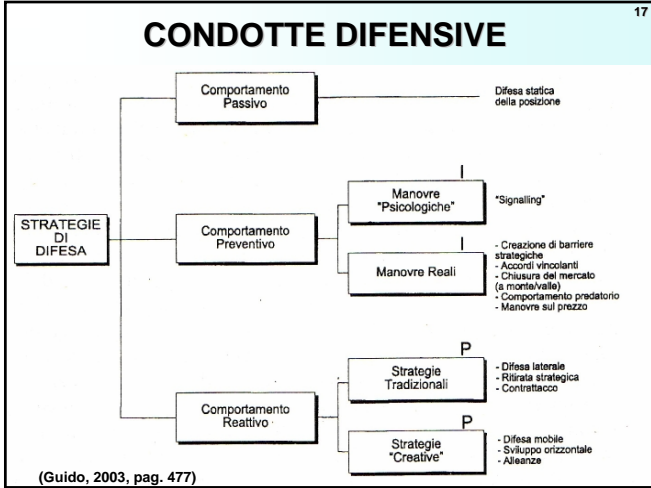 17
CONDOTTE DIFENSIVE
Comportamento
Passivo
Difesa statica
della posizione
STRATEGIE
DI
DIFESA
Comportamento
Preventivo
I
Manovre
"Psicologiche"
"Signalling"
I
Manovre Reali
- Creazione di barriere
strategiche
- Accordi vincolanti
- Chiusura del mercato
(a monte/valle)
- Comportamento predatorio
- Manovre sul prezzo
Comportamento
Reattivo
P
Strategie
Tradizionali
- Difesa laterale
- Ritirata strategica
- Contrattacco
P
Strategie
"Creative"
- Difesa mobile
- Sviluppo orizzontale
- Alleanze
(Guido, 2003, pag. 477)